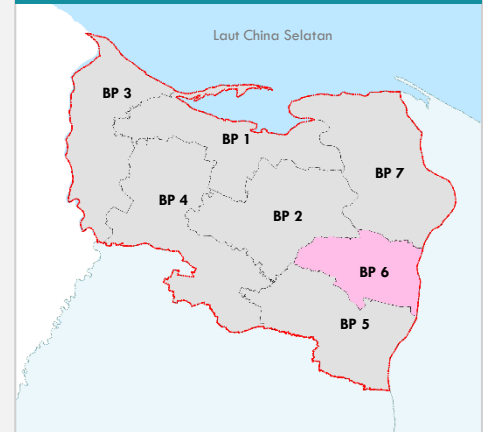 Laut China Selatan
BP 3
BP 1
BP 7
BP 4
BP 2
BP 6
BP 5